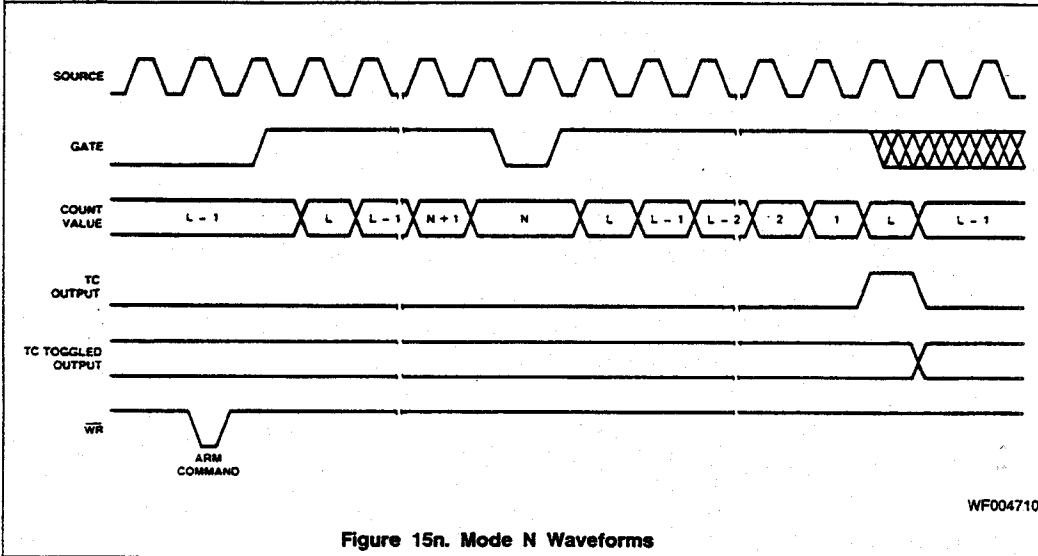 SOURCE
GATE
COUNT
VALUE
L – 1 L L – 1 N + 1 N L L – 1 L – 2 2 1 L L – 1
TC
OUTPUT
TC TOGGLED
OUTPUT
WR
ARM
COMMAND
WF004710
Figure 15n. Mode N Waveforms